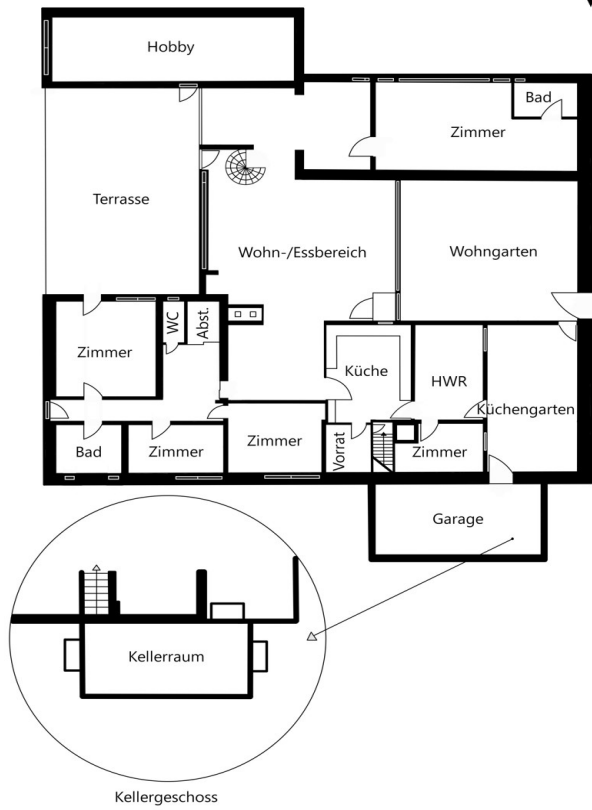 Hobby
Bad
Zimmer
Terrasse
Wohn-/Essbereich
Wohngarten
WC
Abst.
Zimmer
Küche
HWR
Küchengarten
Bad
Zimmer
Zimmer
Vorrat
Zimmer
Garage
Kellerraum
Kellergeschoss